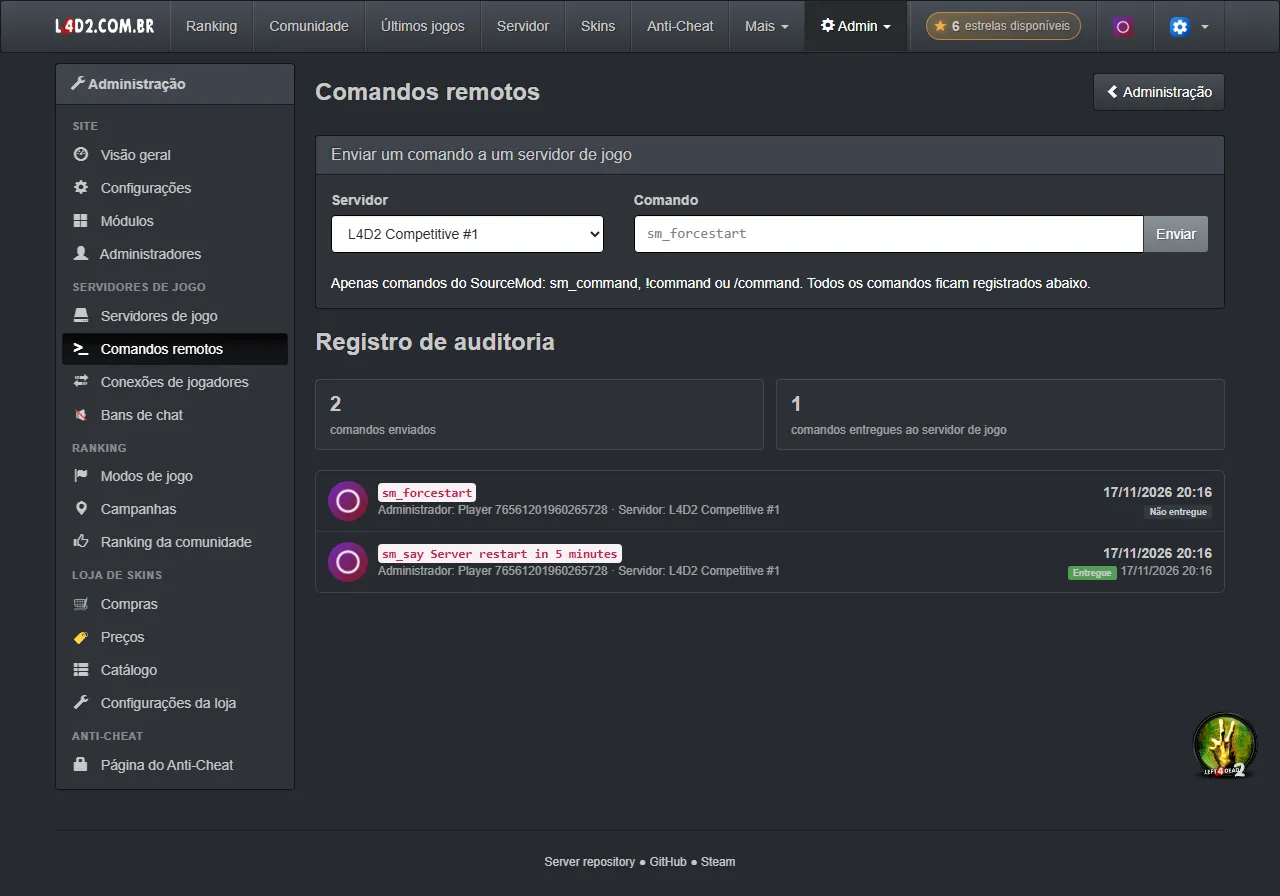 L4D2.COM.BR Ranking Comunidade Últimos jogos Servidor Skins Anti-Cheat Mais Admin 6 estrelas disponíveis
Administração
SITE
Visão geral
Configurações
Módulos
Administradores
SERVIDORES DE JOGO
Servidores de jogo
Comandos remotos
Conexões de jogadores
Bans de chat
RANKING
Modos de jogo
Campanhas
Ranking da comunidade
LOJA DE SKINS
Compras
Preços
Catálogo
Configurações da loja
ANTI-CHEAT
Página do Anti-Cheat
Comandos remotos
Administração
Enviar um comando a um servidor de jogo
Servidor Comando
L4D2 Competitive #1 sm_forcestart Enviar
Apenas comandos do SourceMod: sm_command, !command ou /command. Todos os comandos ficam registrados abaixo.
Registro de auditoria
2
comandos enviados
1
comandos entregues ao servidor de jogo
sm_forcestart 17/11/2026 20:16
Administrador: Player 76561201960265728 · Servidor: L4D2 Competitive #1 Não entregue
sm_say Server restart in 5 minutes 17/11/2026 20:16
Administrador: Player 76561201960265728 · Servidor: L4D2 Competitive #1 Entregue 17/11/2026 20:16
LEFT 4 DEAD 2
Server repository ● GitHub ● Steam